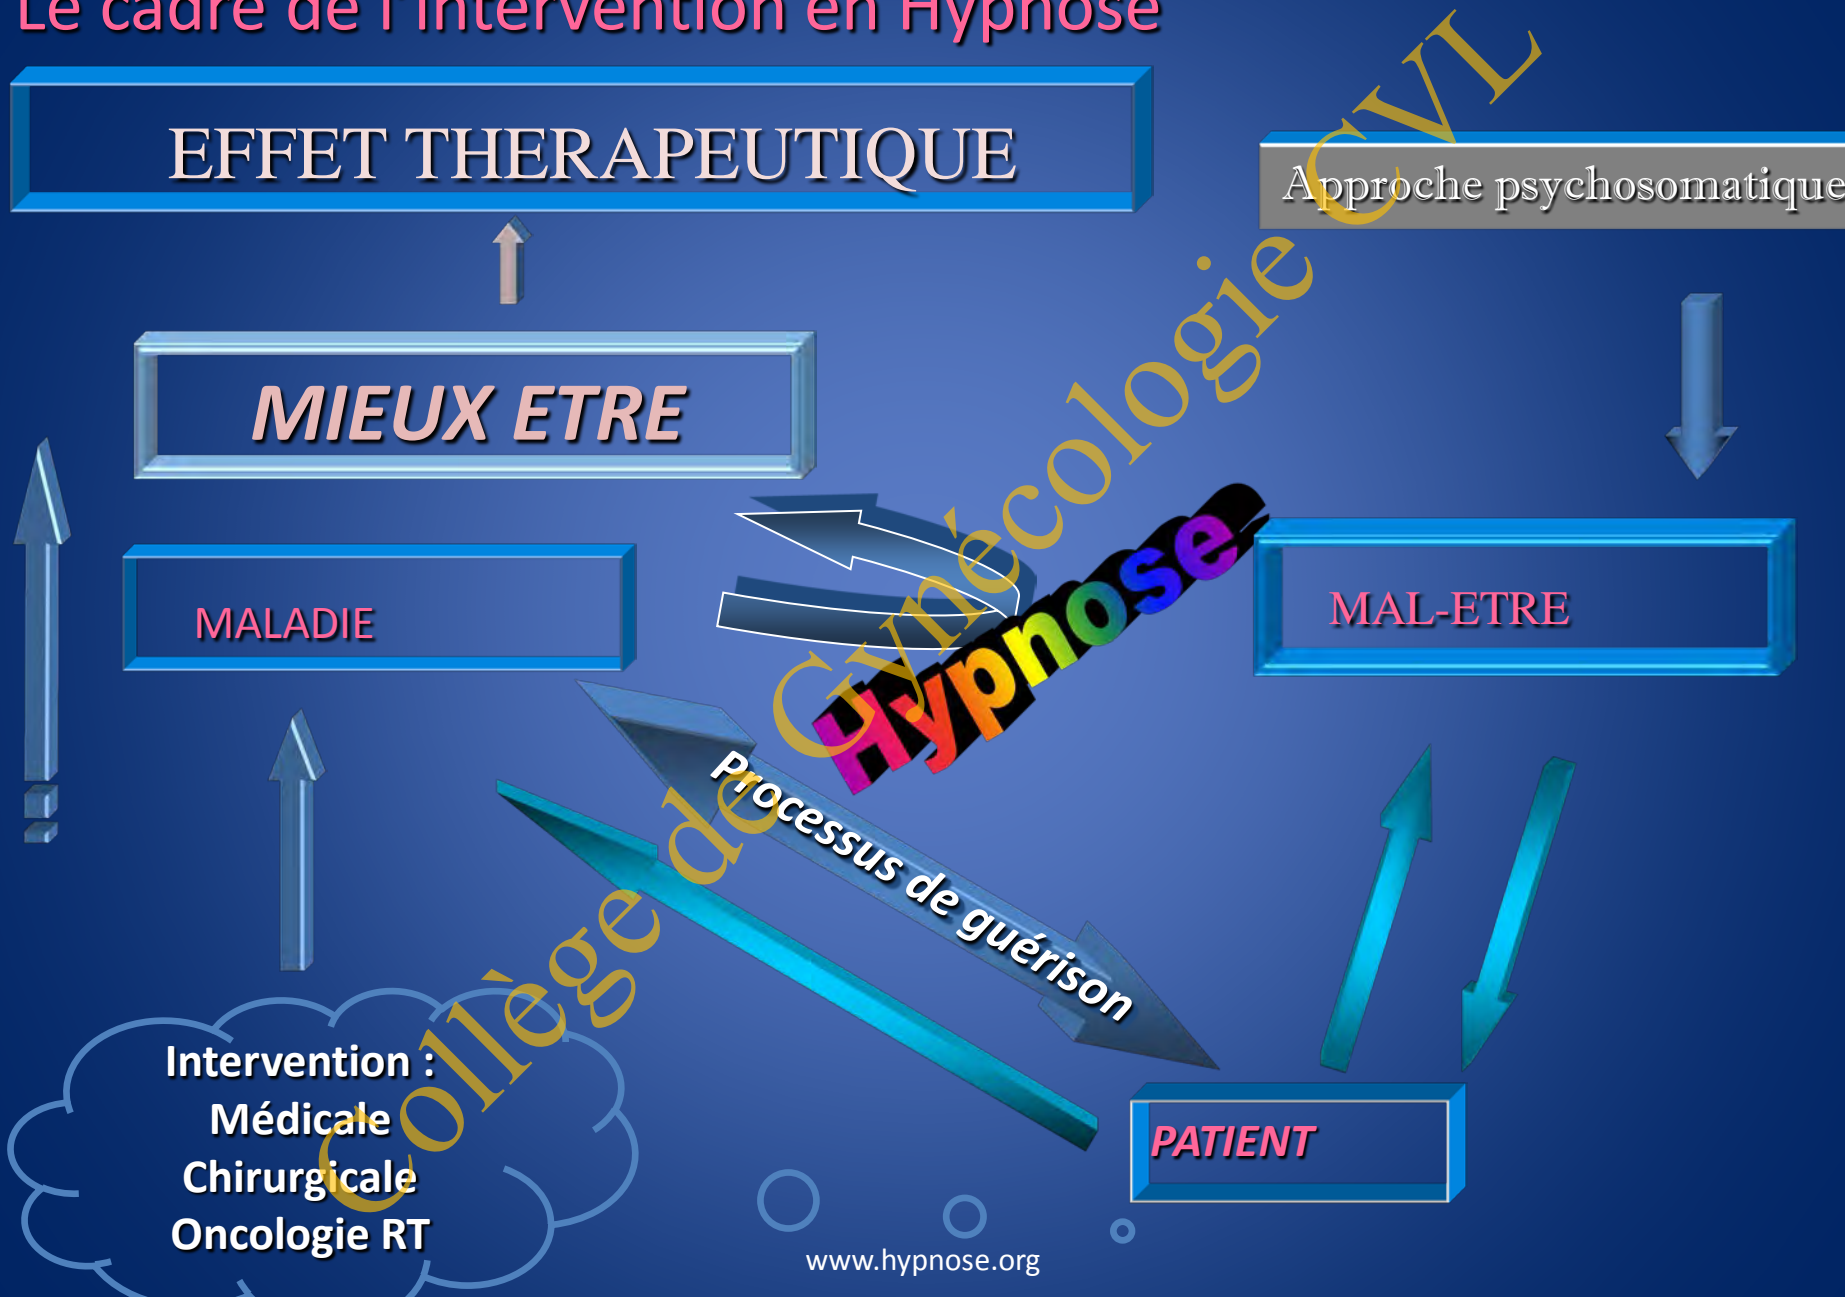 Le cadre de l'intervention en Hypnose
EFFET THERAPEUTIQUE
Approche psychosomatique
MIEUX ETRE
MALADIE
Hypnose
MAL-ETRE
Processus de guérison
Intervention :
Médicale
Chirurgicale
Oncologie RT
PATIENT
www.hypnose.org
Collège de Gynécologie CVL